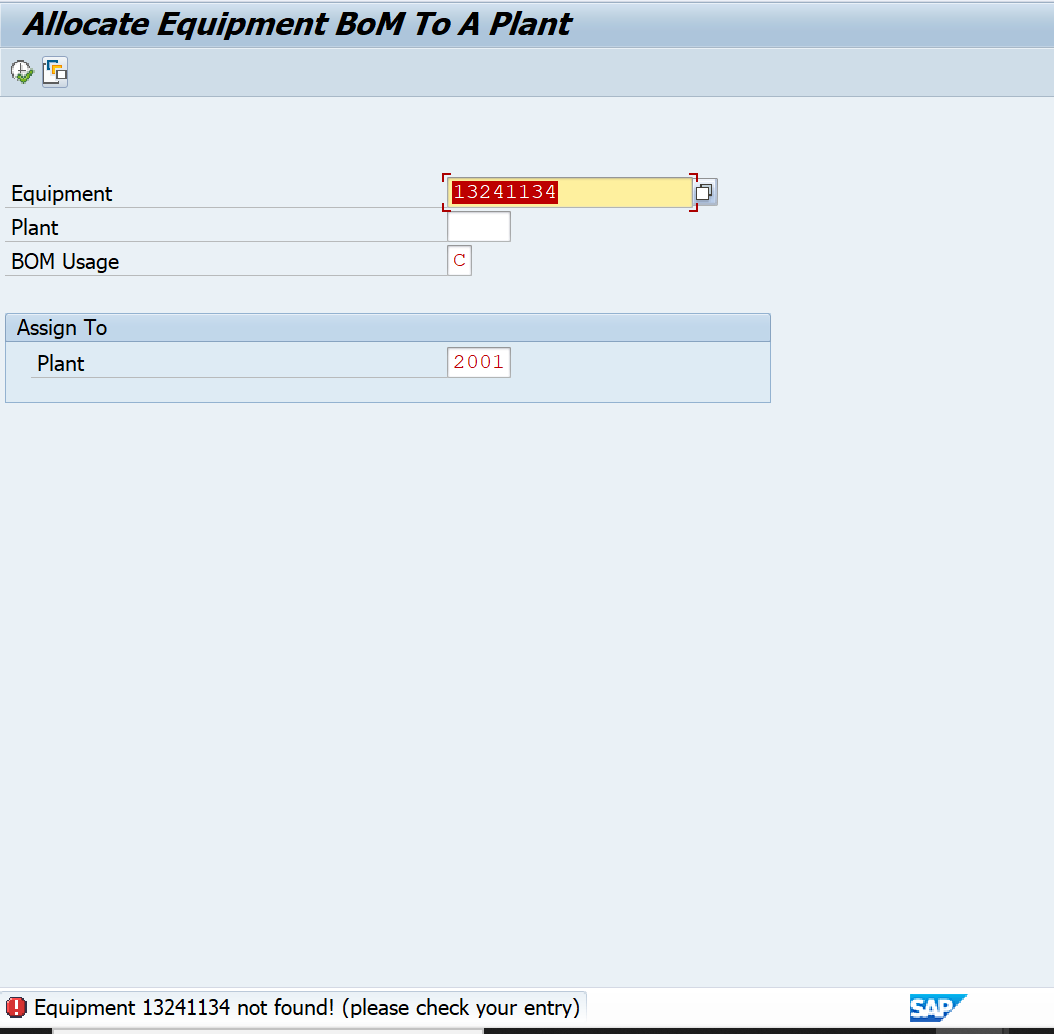 Allocate Equipment BoM To A Plant
Equipment 13241134
Plant
BOM Usage C
Assign To
Plant 2001
Equipment 13241134 not found! (please check your entry)
SAP